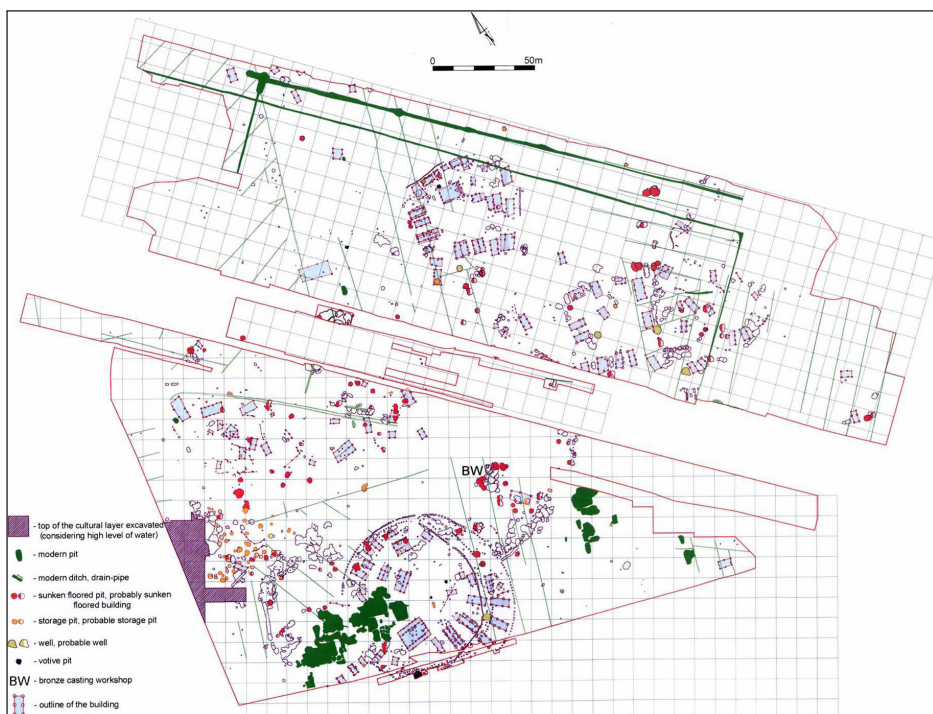 0
50m
BW
- top of the cultural layer excavated
(considering high level of water)
- modern pit
- modern ditch, drain-pipe
- sunken floored pit, probably sunken
floored building
- storage pit, probable storage pit
- well, probable well
- votive pit
BW - bronze casting workshop
- outline of the building